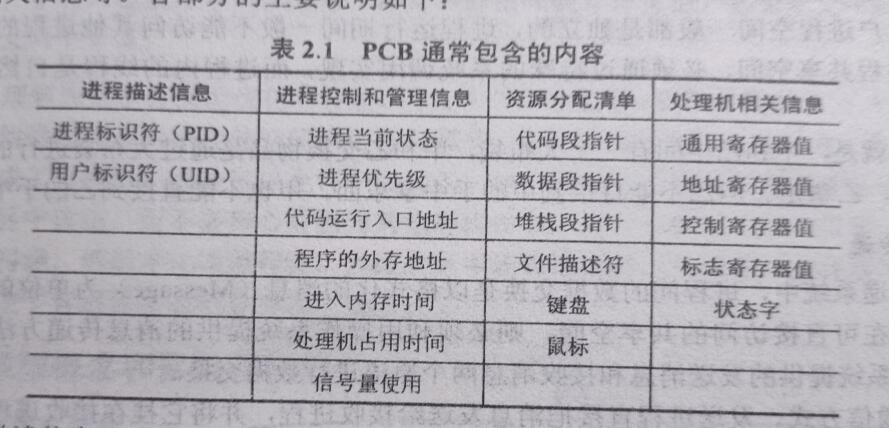 表 2.1 PCB 通常包含的内容
进程描述信息 进程控制和管理信息 资源分配清单 处理机相关信息
进程标识符（PID） 进程当前状态 代码段指针 通用寄存器值
用户标识符（UID） 进程优先级 数据段指针 地址寄存器值
代码运行入口地址 堆栈段指针 控制寄存器值
程序的外存地址 文件描述符 标志寄存器值
进入内存时间 键盘 状态字
处理机占用时间 鼠标
信号量使用